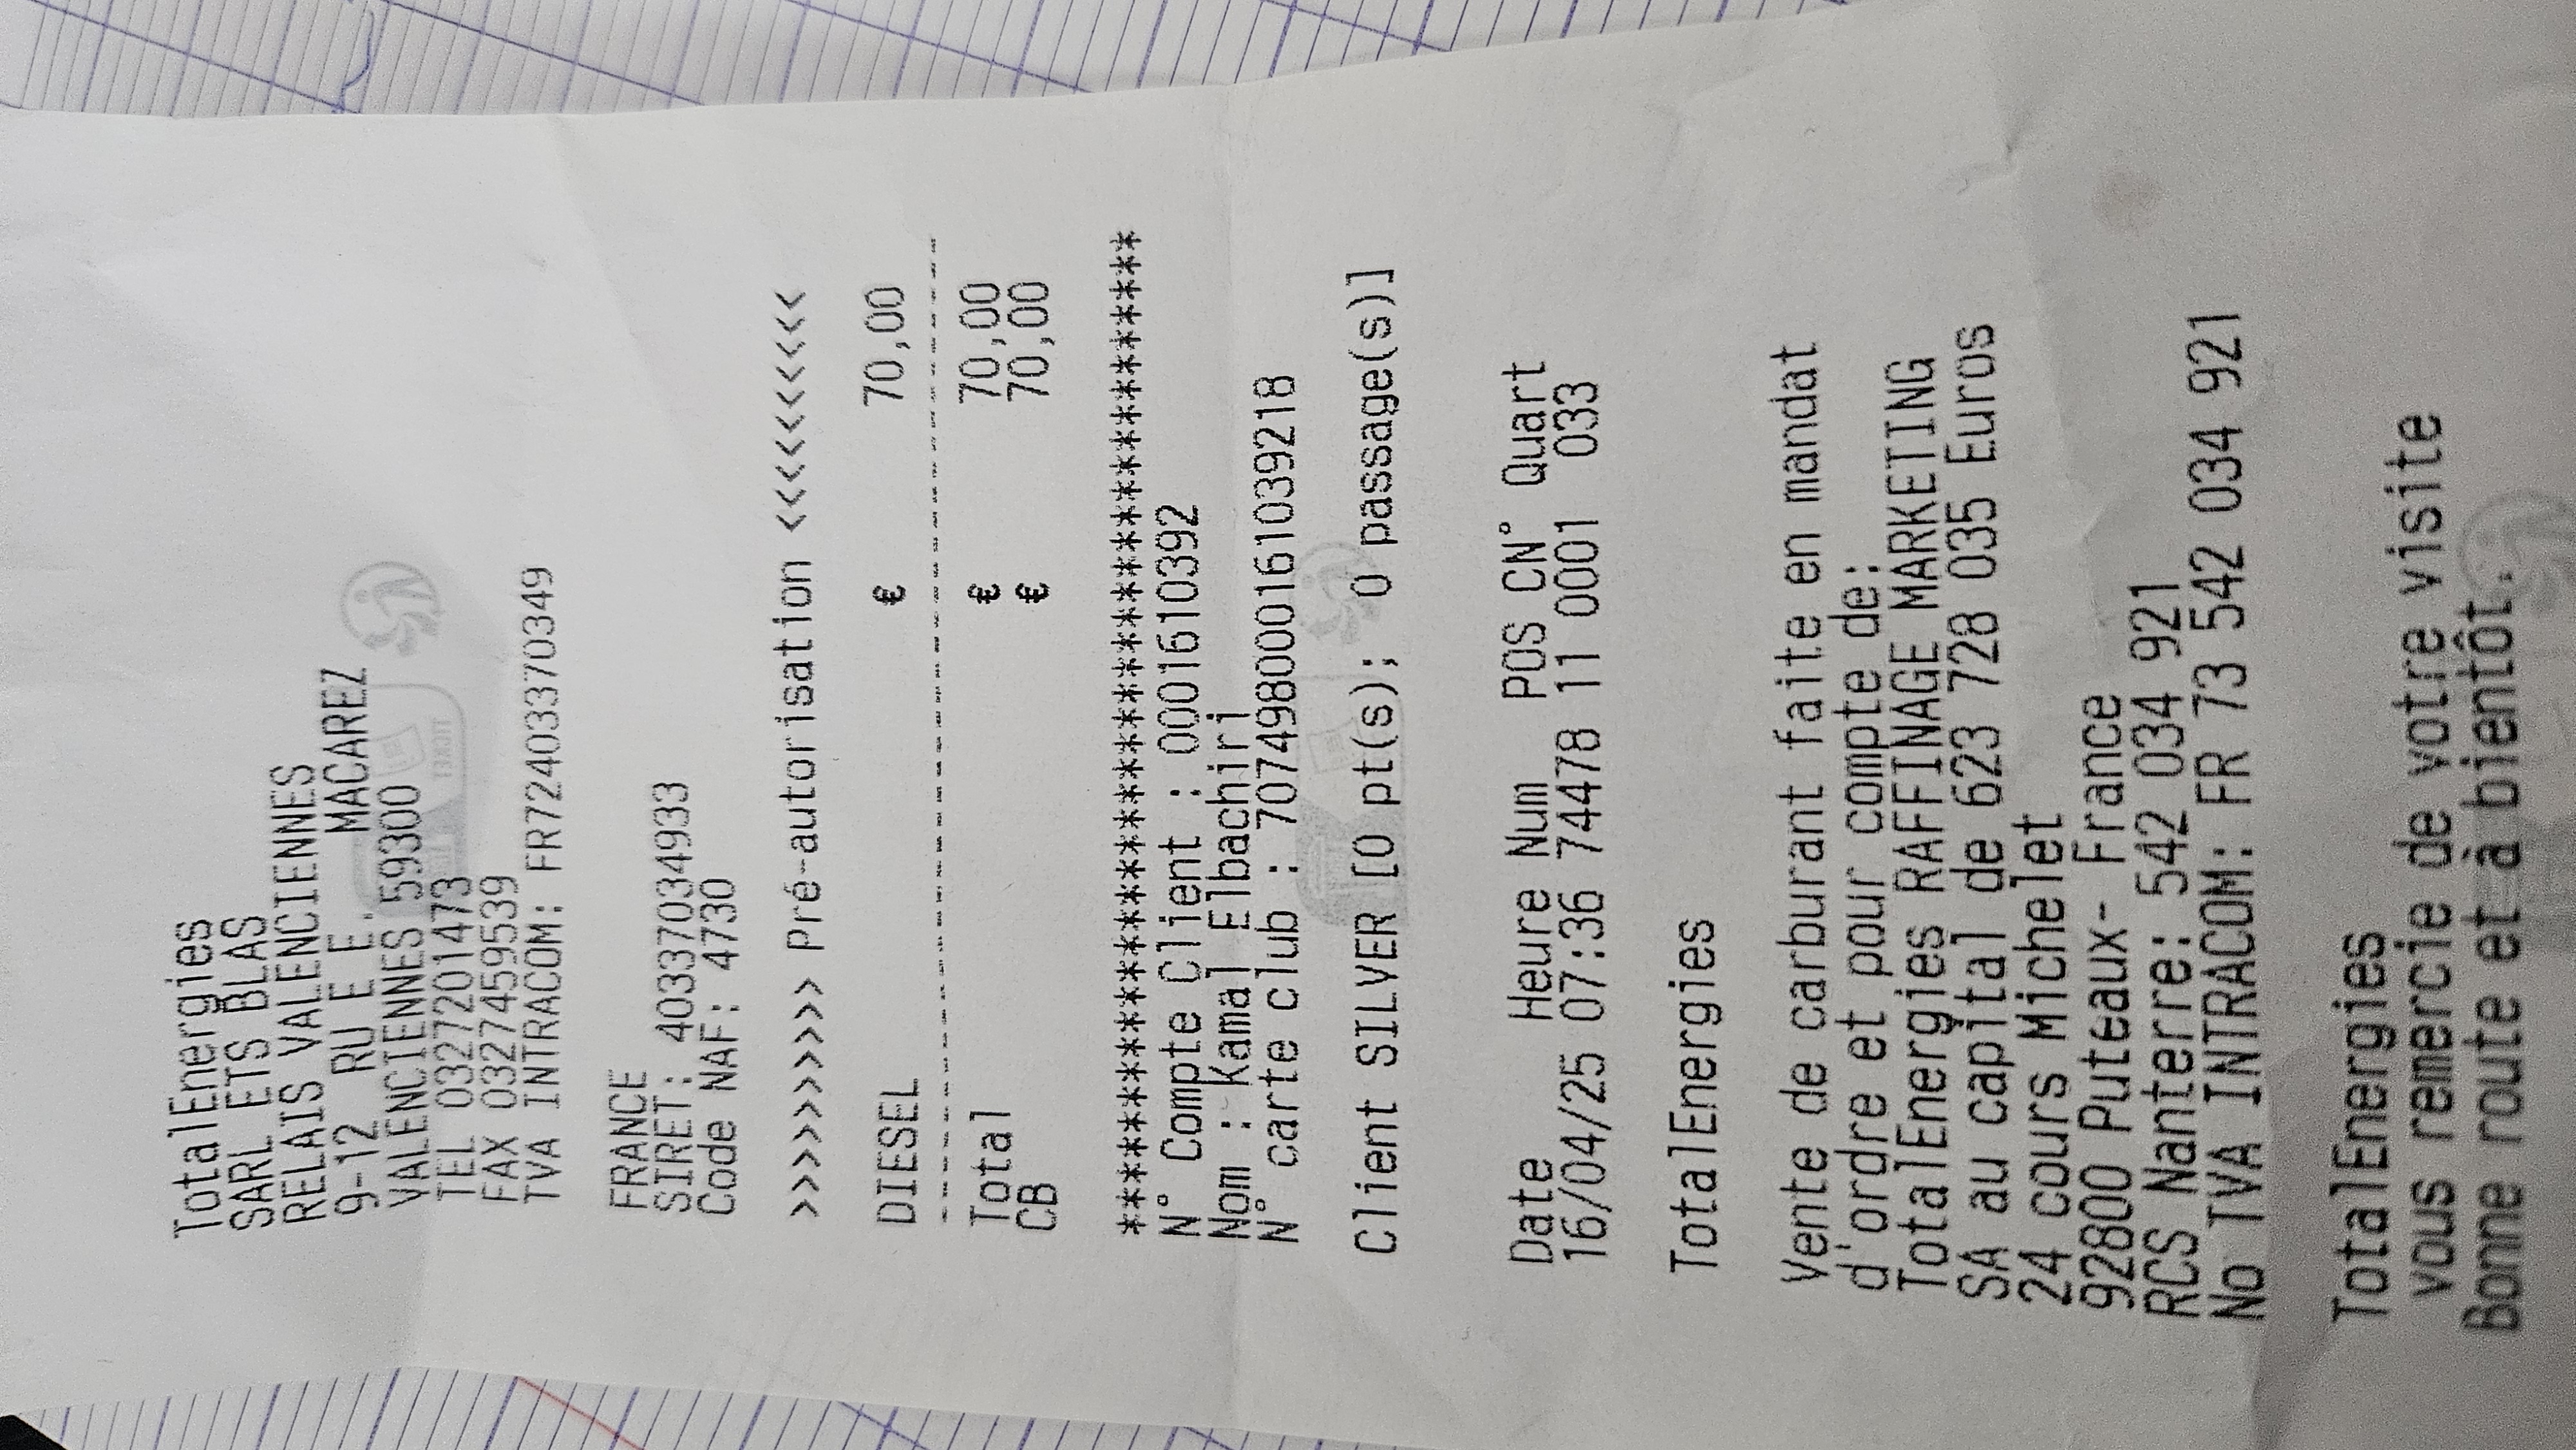 TotalEnergies
SARL ETS BLAS
RELAIS VALENCIENNES
9-12 RU E E. MACAREZ
VALENCIENNES 59300
TEL 0327201473
FAX 0327459539
TVA INTRACOM: FR72403370349
FRANCE
SIRET: 40337034933
Code NAF: 4730
>>>>>>>>>> Pré-autorisation <<<<<<<<<<
DIESEL € 70,00
Total € 70,00
CB € 70,00
****************************************
N° Compte Client : 0001610392
Nom : Kamal Elbachiri
N° carte club : 707498000161039218
Client SILVER [0 pt(s); 0 passage(s)]
Date Heure Num POS CN° Quart
16/04/25 07:36 74478 11 0001 033
TotalEnergies
Vente de carburant faite en mandat
d'ordre et pour compte de:
TotalEnergies RAFFINAGE MARKETING
SA au capital de 623 728 035 Euros
24 cours Michelet
92800 Puteaux- France
RCS Nanterre: 542 034 921
No TVA INTRACOM: FR 73 542 034 921
TotalEnergies
vous remercie de votre visite
Bonne route et à bientôt.